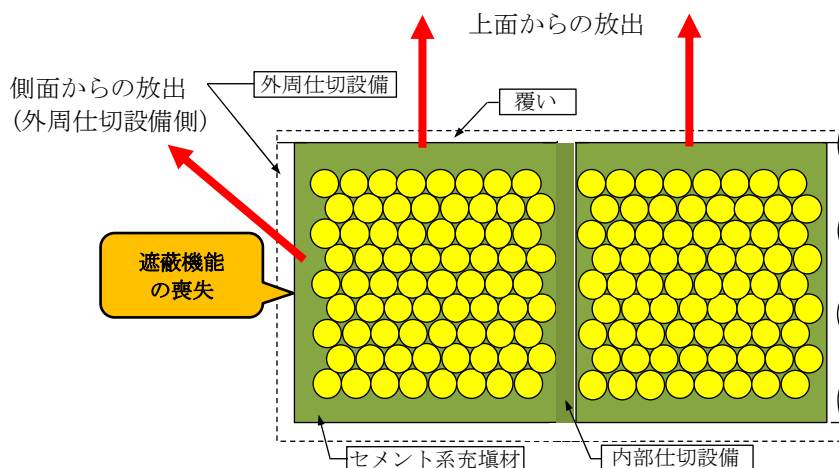 上面からの放出
側面からの放出
（外周仕切設備側）
外周仕切設備
覆い
遮蔽機能
の喪失
セメント系充塡材
内部仕切設備